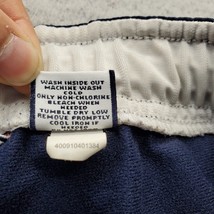 WASH INSIDE OUT
MACHINE WASH
COLD
ONLY NON-CHLORINE
BLEACH WHEN
NEEDED
TUMBLE DRY LOW
REMOVE PROMPTLY
COOL IRON IF
NEEDED
400910401384